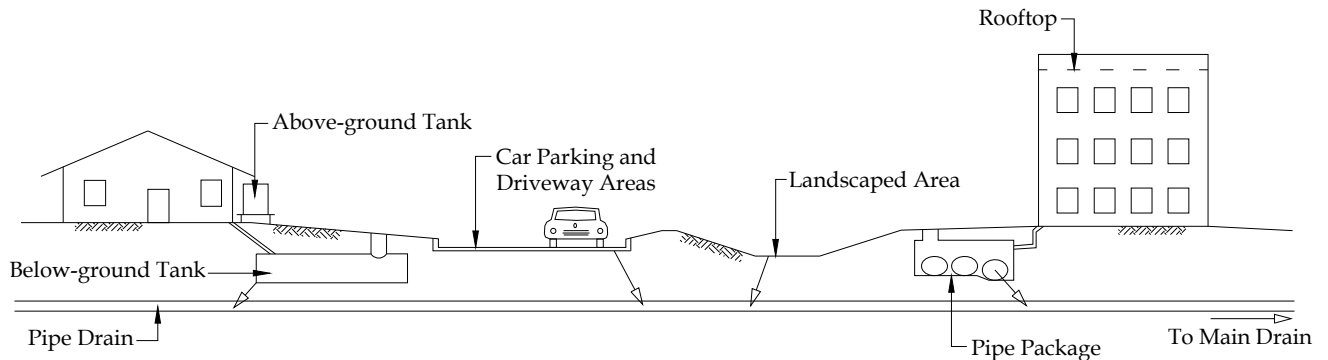 Rooftop
Above-ground Tank
Car Parking and
Driveway Areas
Landscaped Area
Below-ground Tank
Pipe Drain
Pipe Package
To Main Drain